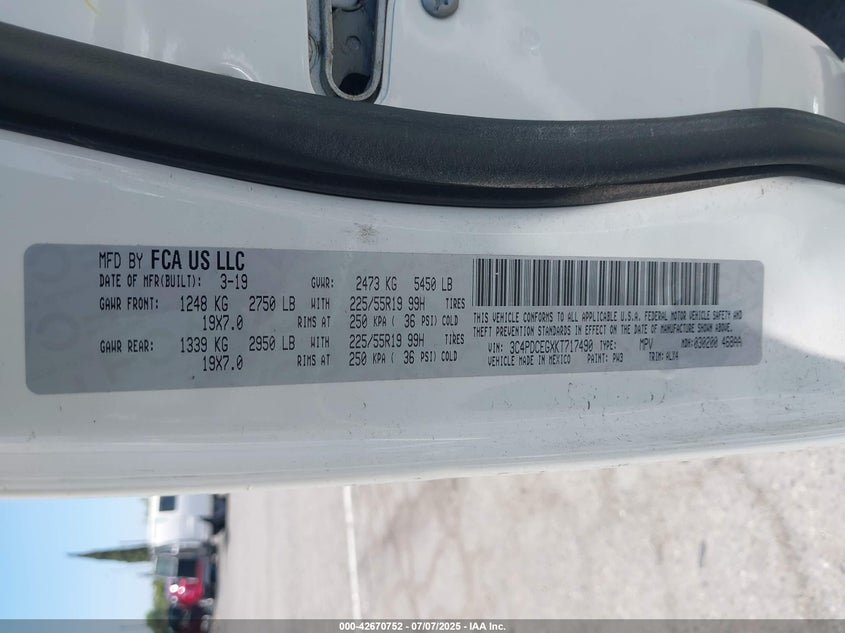 MFD BY FCA US LLC
DATE OF MFR(BUILT): 3-19 GVWR: 2473 KG 5450 LB
GAWR FRONT: 1248 KG 2750 LB WITH 225/55R19 99H TIRES
19X7.0 RIMS AT 250 KPA ( 36 PSI) COLD
GAWR REAR: 1339 KG 2950 LB WITH 225/55R19 99H TIRES
19X7.0 RIMS AT 250 KPA ( 36 PSI) COLD
THIS VEHICLE CONFORMS TO ALL APPLICABLE U.S.A. FEDERAL MOTOR VEHICLE SAFETY AND
THEFT PREVENTION STANDARDS IN EFFECT ON THE DATE OF MANUFACTURE SHOWN ABOVE.
VIN: 3C4PDCEGXKT717490 TYPE: MPV MDH: 030200 468AA
VEHICLE MADE IN MEXICO PAINT: PW3 TRIM: ALX4
000-42670752 | 07/07/2025 - IAA Inc.